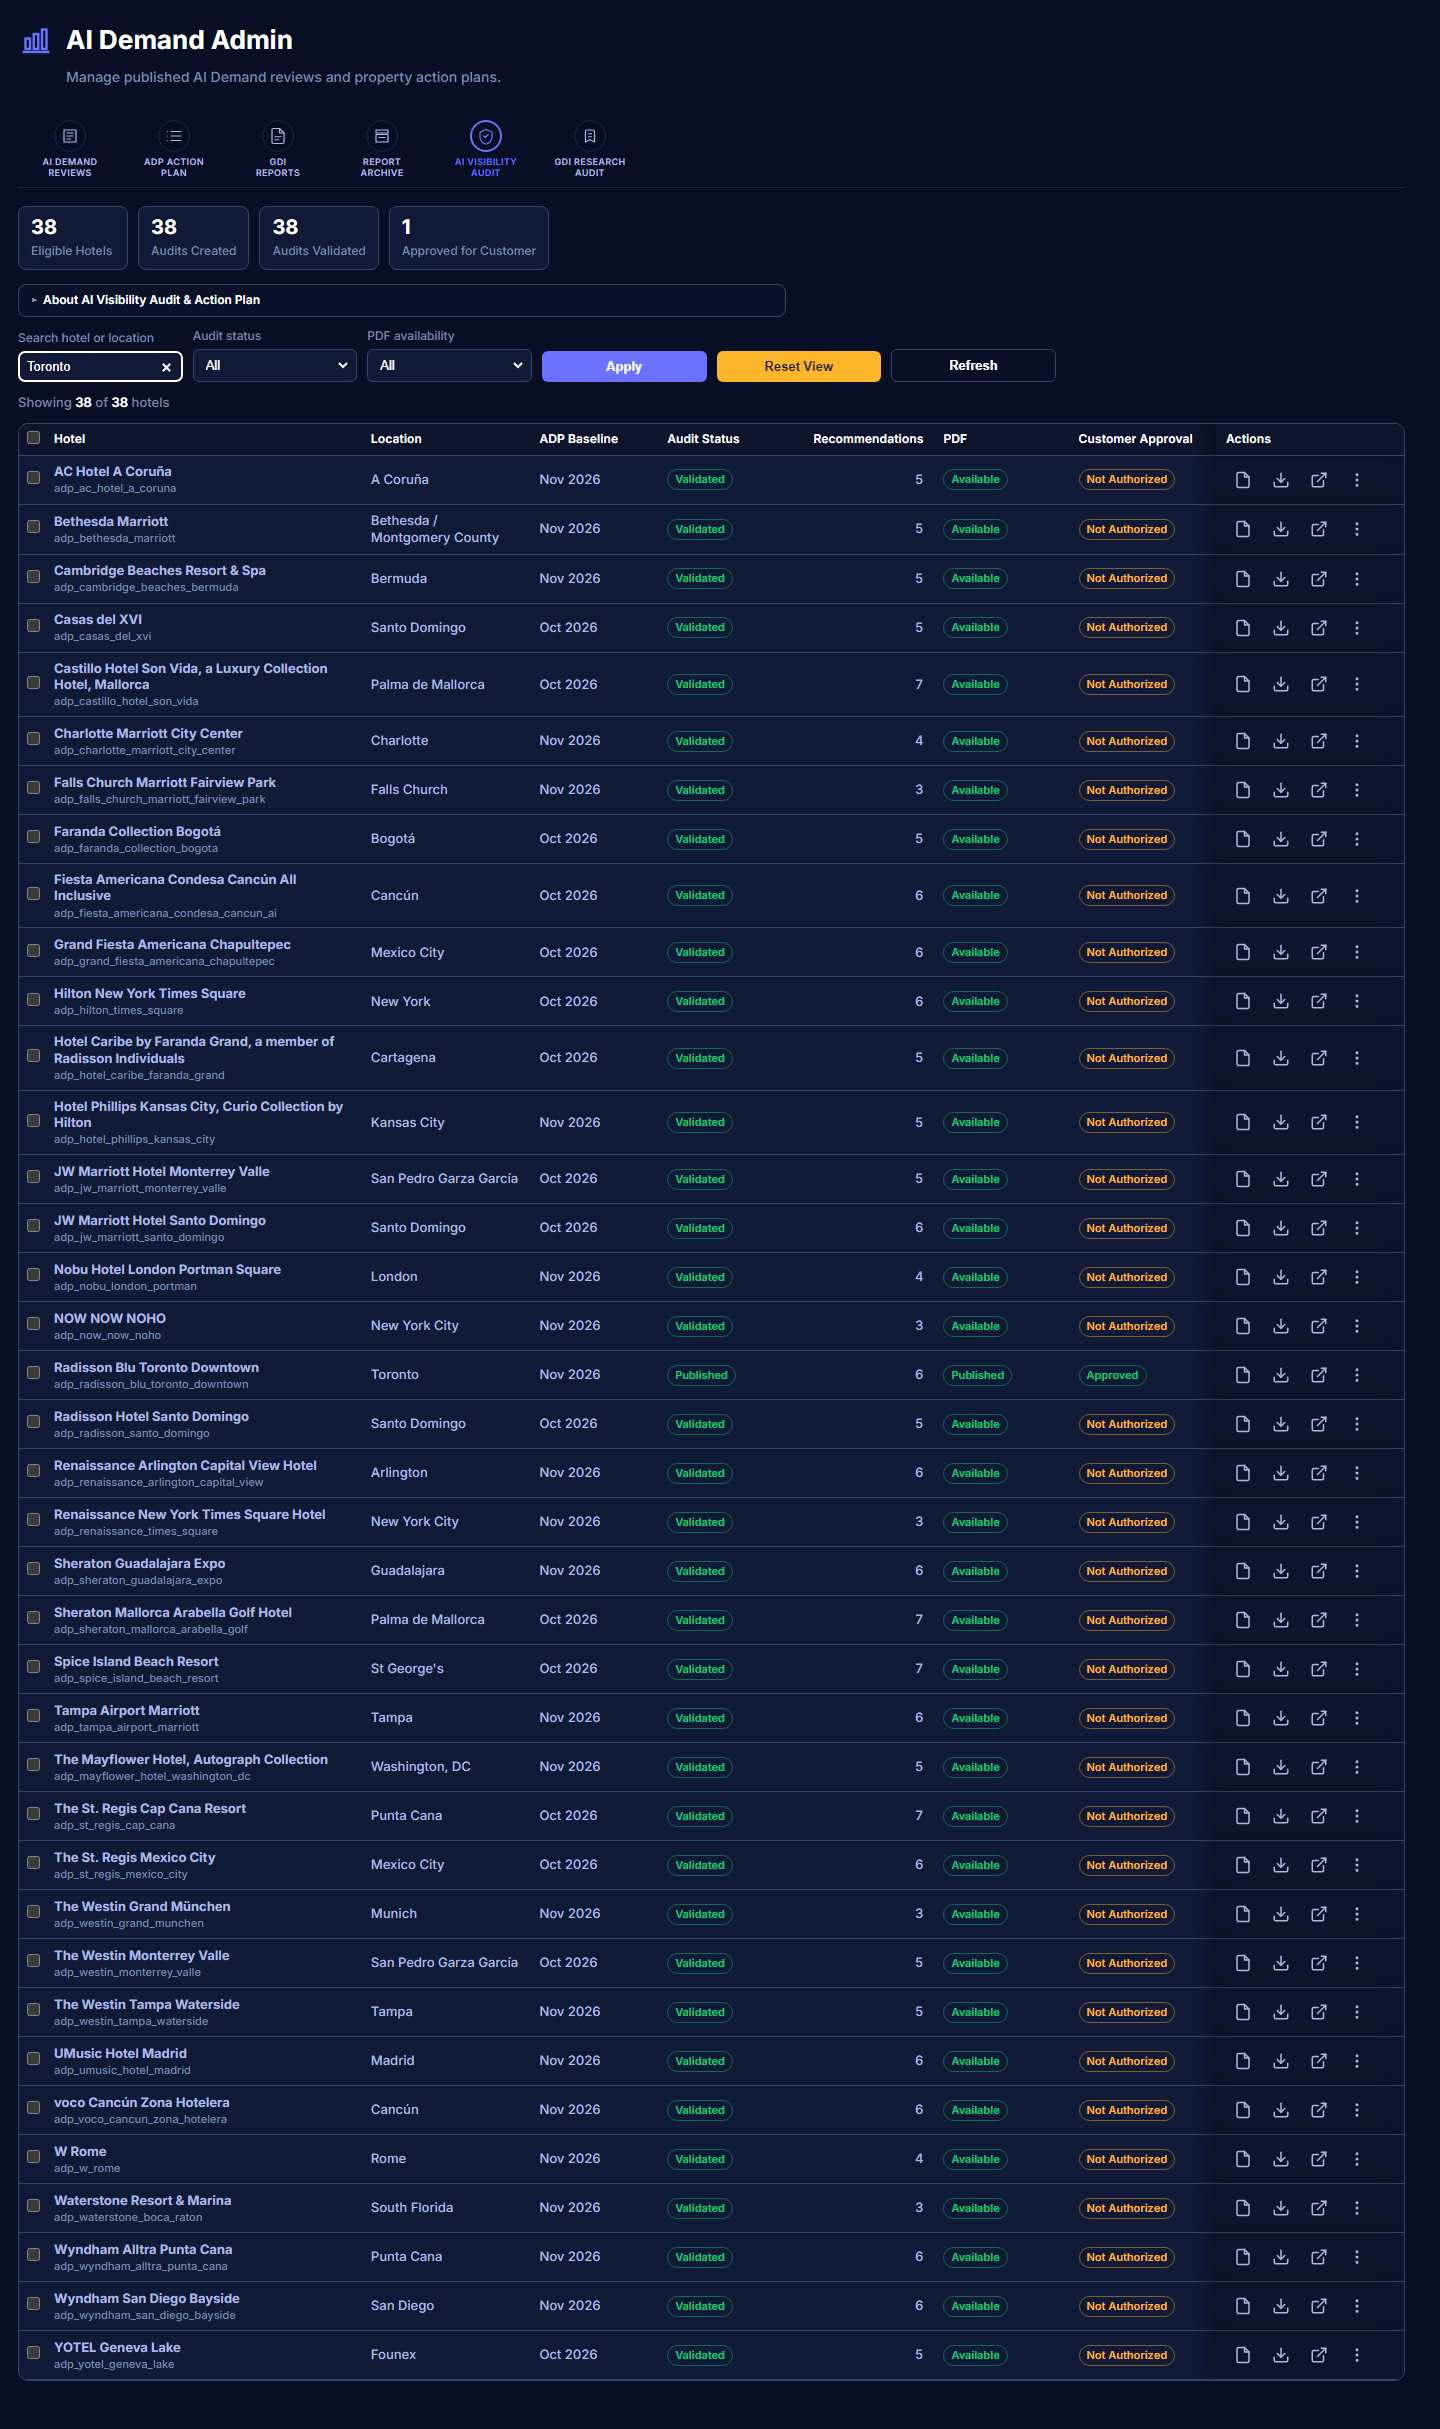 AI Demand Admin
Manage published AI Demand reviews and property action plans.
AI DEMAND REVIEWS
ADP ACTION PLAN
GDI REPORTS
REPORT ARCHIVE
AI VISIBILITY AUDIT
GDI RESEARCH AUDIT
38 Eligible Hotels
38 Audits Created
38 Audits Validated
1 Approved for Customer
About AI Visibility Audit & Action Plan
Search hotel or location
Audit status
PDF availability
Toronto
All
All
Apply
Reset View
Refresh
Showing 38 of 38 hotels
Hotel Location ADP Baseline Audit Status Recommendations PDF Customer Approval Actions
AC Hotel A Coruña
adp_ac_hotel_a_coruna
A Coruña Nov 2026 Validated 5 Available Not Authorized
Bethesda Marriott
adp_bethesda_marriott
Bethesda / Montgomery County Nov 2026 Validated 5 Available Not Authorized
Cambridge Beaches Resort & Spa
adp_cambridge_beaches_bermuda
Bermuda Nov 2026 Validated 5 Available Not Authorized
Casas del XVI
adp_casas_del_xvi
Santo Domingo Oct 2026 Validated 5 Available Not Authorized
Castillo Hotel Son Vida, a Luxury Collection
Hotel, Mallorca
adp_castillo_hotel_son_vida
Palma de Mallorca Oct 2026 Validated 7 Available Not Authorized
Charlotte Marriott City Center
adp_charlotte_marriott_city_center
Charlotte Nov 2026 Validated 4 Available Not Authorized
Falls Church Marriott Fairview Park
adp_falls_church_marriott_fairview_park
Falls Church Nov 2026 Validated 3 Available Not Authorized
Faranda Collection Bogotá
adp_faranda_collection_bogota
Bogotá Oct 2026 Validated 5 Available Not Authorized
Fiesta Americana Condesa Cancún All
Inclusive
adp_fiesta_americana_condesa_cancun_ai
Cancún Oct 2026 Validated 6 Available Not Authorized
Grand Fiesta Americana Chapultepec
adp_grand_fiesta_americana_chapultepec
Mexico City Oct 2026 Validated 6 Available Not Authorized
Hilton New York Times Square
adp_hilton_times_square
New York Oct 2026 Validated 6 Available Not Authorized
Hotel Caribe by Faranda Grand, a member of
Radisson Individuals
adp_hotel_caribe_faranda_grand
Cartagena Oct 2026 Validated 5 Available Not Authorized
Hotel Phillips Kansas City, Curio Collection by
Hilton
adp_hotel_phillips_kansas_city
Kansas City Nov 2026 Validated 5 Available Not Authorized
JW Marriott Hotel Monterrey Valle
adp_jw_marriott_monterrey_valle
San Pedro Garza García Oct 2026 Validated 5 Available Not Authorized
JW Marriott Hotel Santo Domingo
adp_jw_marriott_santo_domingo
Santo Domingo Oct 2026 Validated 6 Available Not Authorized
Nobu Hotel London Portman Square
adp_nobu_london_portman
London Nov 2026 Validated 4 Available Not Authorized
NOW NOW NOHO
adp_now_now_noho
New York City Nov 2026 Validated 3 Available Not Authorized
Radisson Blu Toronto Downtown
adp_radisson_blu_toronto_downtown
Toronto Nov 2026 Published 6 Published Approved
Radisson Hotel Santo Domingo
adp_radisson_santo_domingo
Santo Domingo Oct 2026 Validated 5 Available Not Authorized
Renaissance Arlington Capital View Hotel
adp_renaissance_arlington_capital_view
Arlington Nov 2026 Validated 6 Available Not Authorized
Renaissance New York Times Square Hotel
adp_renaissance_times_square
New York City Nov 2026 Validated 3 Available Not Authorized
Sheraton Guadalajara Expo
adp_sheraton_guadalajara_expo
Guadalajara Nov 2026 Validated 6 Available Not Authorized
Sheraton Mallorca Arabella Golf Hotel
adp_sheraton_mallorca_arabella_golf
Palma de Mallorca Oct 2026 Validated 7 Available Not Authorized
Spice Island Beach Resort
adp_spice_island_beach_resort
St George's Oct 2026 Validated 7 Available Not Authorized
Tampa Airport Marriott
adp_tampa_airport_marriott
Tampa Nov 2026 Validated 6 Available Not Authorized
The Mayflower Hotel, Autograph Collection
adp_mayflower_hotel_washington_dc
Washington, DC Nov 2026 Validated 5 Available Not Authorized
The St. Regis Cap Cana Resort
adp_st_regis_cap_cana
Punta Cana Oct 2026 Validated 7 Available Not Authorized
The St. Regis Mexico City
adp_st_regis_mexico_city
Mexico City Oct 2026 Validated 6 Available Not Authorized
The Westin Grand München
adp_westin_grand_munchen
Munich Nov 2026 Validated 3 Available Not Authorized
The Westin Monterrey Valle
adp_westin_monterrey_valle
San Pedro Garza García Oct 2026 Validated 5 Available Not Authorized
The Westin Tampa Waterside
adp_westin_tampa_waterside
Tampa Nov 2026 Validated 5 Available Not Authorized
UMusic Hotel Madrid
adp_umusic_hotel_madrid
Madrid Nov 2026 Validated 6 Available Not Authorized
voco Cancún Zona Hotelera
adp_voco_cancun_zona_hotelera
Cancún Nov 2026 Validated 6 Available Not Authorized
W Rome
adp_w_rome
Rome Nov 2026 Validated 4 Available Not Authorized
Waterstone Resort & Marina
adp_waterstone_boca_raton
South Florida Nov 2026 Validated 3 Available Not Authorized
Wyndham Alltra Punta Cana
adp_wyndham_alltra_punta_cana
Punta Cana Nov 2026 Validated 6 Available Not Authorized
Wyndham San Diego Bayside
adp_wyndham_san_diego_bayside
San Diego Nov 2026 Validated 6 Available Not Authorized
YOTEL Geneva Lake
adp_yotel_geneva_lake
Founex Oct 2026 Validated 5 Available Not Authorized